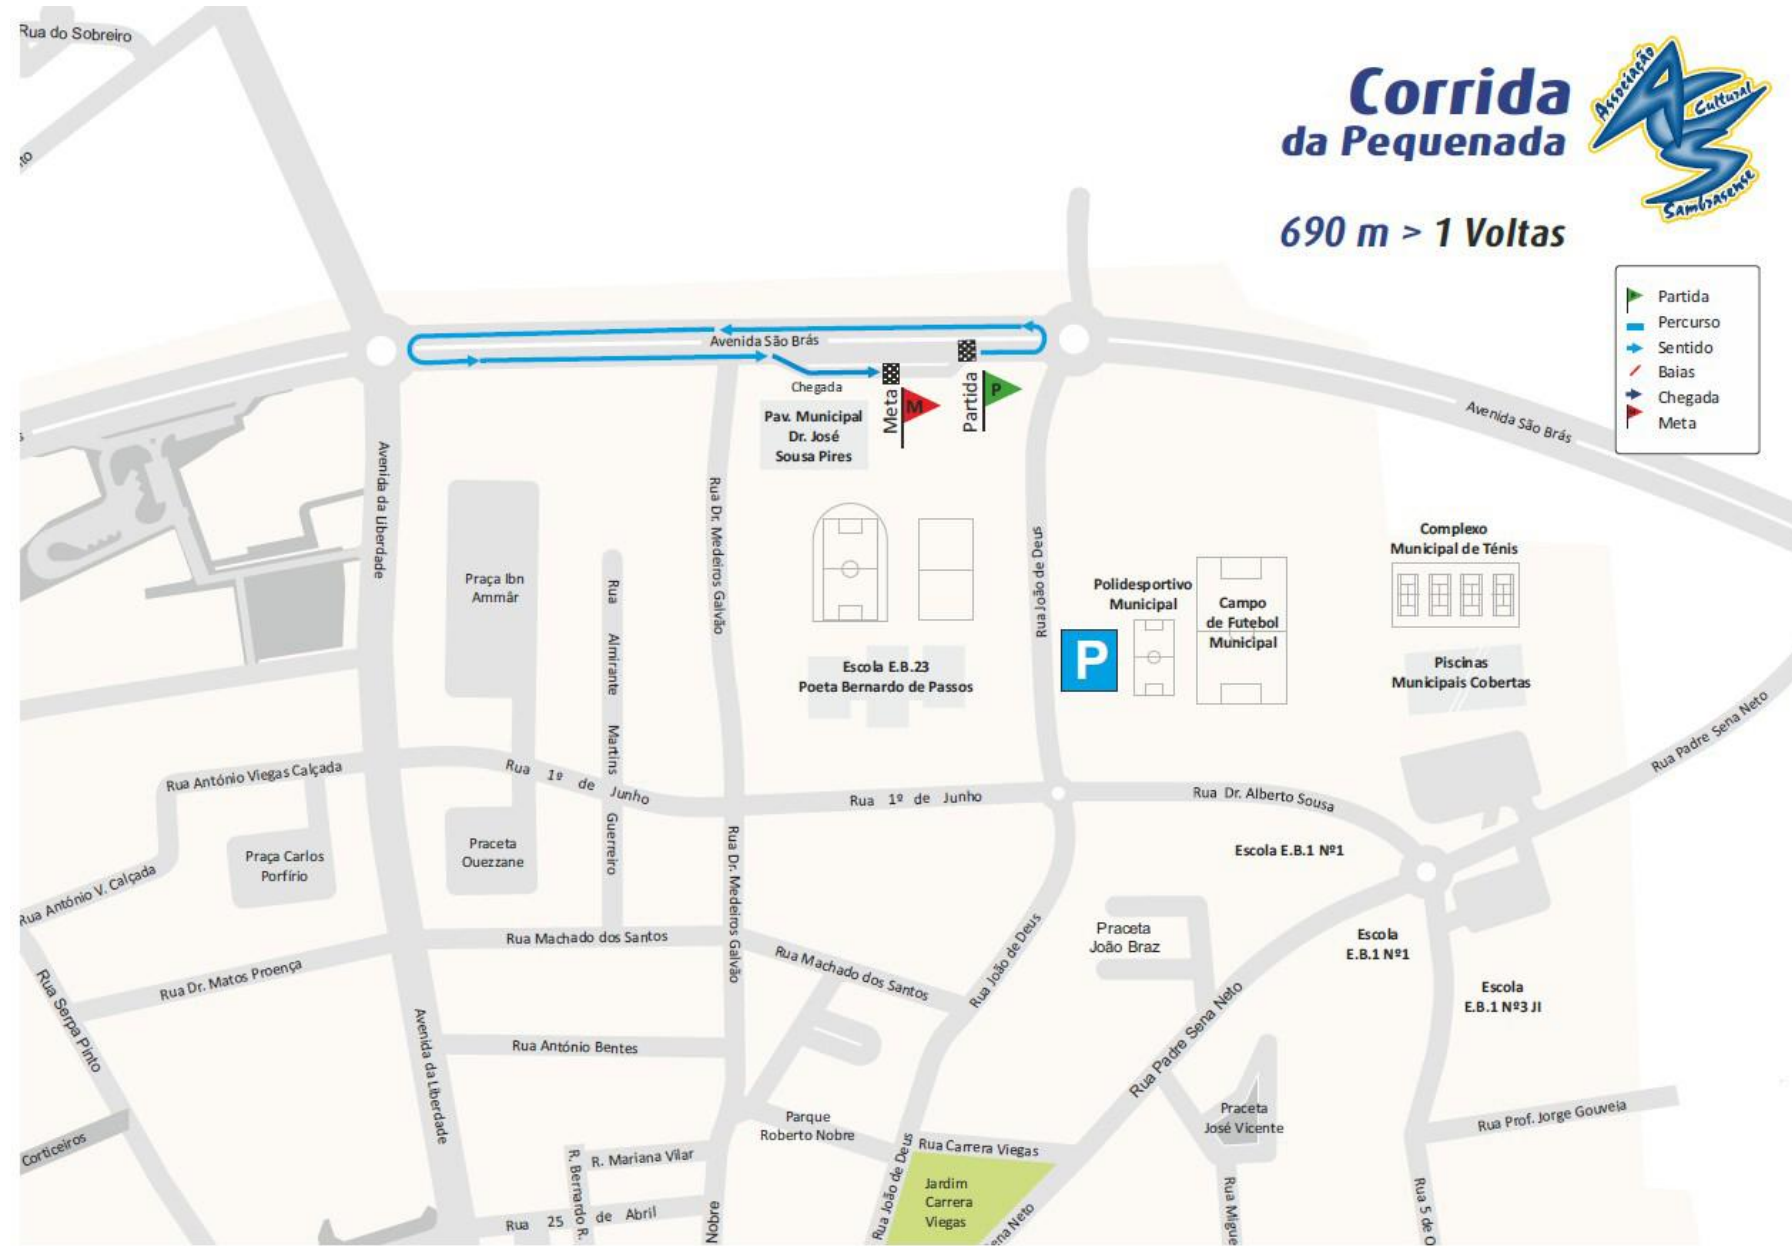 Rua do Sobreiro
Corrida
da Pequenada
Associação
Cultural
ACS
Sambrasense
690 m > 1 Voltas
Partida
Percurso
Sentido
Baias
Chegada
Meta
Avenida São Brás
Chegada
Meta
M
Partida
P
Pav. Municipal
Dr. José
Sousa Pires
Avenida São Brás
Avenida da Liberdade
Rua Dr. Medeiros Galvão
Rua João de Deus
Praça Ibn
Ammâr
Rua Almirante Martins Guerreiro
Complexo
Municipal de Ténis
Polidesportivo
Municipal
Campo
de Futebol
Municipal
P
Escola E.B.23
Poeta Bernardo de Passos
Piscinas
Municipais Cobertas
Rua Padre Sena Neto
Rua António Viegas Calçada
Rua 1º de Junho
Rua 1º de Junho
Rua Dr. Alberto Sousa
Praceta
Ouezzane
Praça Carlos
Porfírio
Escola E.B.1 Nº1
Rua António V. Calçada
Rua Dr. Medeiros Galvão
Rua Machado dos Santos
Rua Machado dos Santos
Rua João de Deus
Praceta
João Braz
Escola
E.B.1 Nº1
Rua Dr. Matos Proença
Escola
E.B.1 Nº3 JI
Rua Serpa Pinto
Avenida da Liberdade
Rua António Bentes
Rua Padre Sena Neto
Parque
Roberto Nobre
Praceta
José Vicente
Rua Prof. Jorge Gouveia
Corticeiros
R. Mariana Vilar
R. Bernardo R.
Rua Carrera Viegas
Rua João de Deus
Jardim
Carrera
Viegas
Rua 25 de Abril
Nobre
Sena Neto
Rua Migue
Rua 5 de O